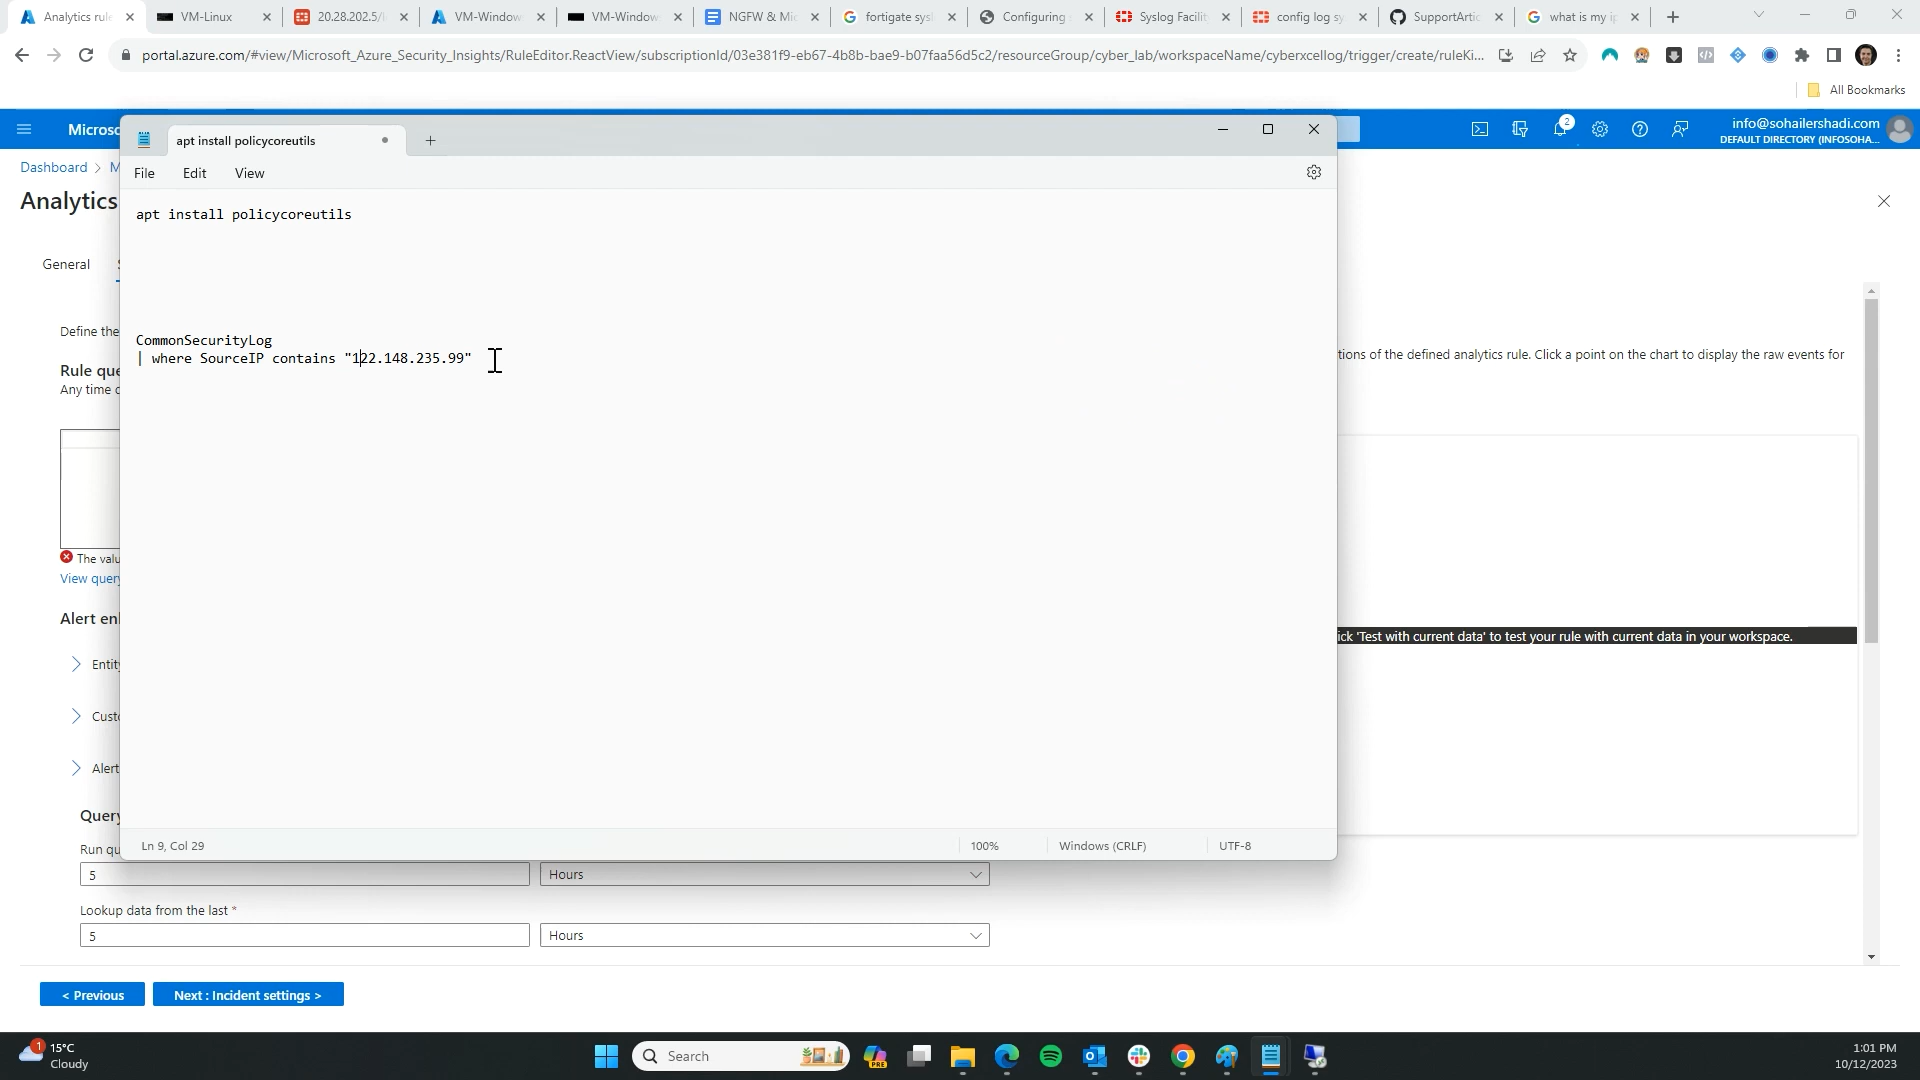 Analytics rule
VM-Linux
20.28.202.5/
VM-Window
VM-Window
NGFW & Mi
fortigate sys
Configuring
Syslog Facilit
config log sy
SupportArtic
what is my ip
portal.azure.com/#view/Microsoft_Azure_Security_Insights/RuleEditor.ReactView/subscriptionId/03e381f9-eb67-4b8b-bae9-b07faa56d5c2/resourceGroup/cyber_lab/workspaceName/cyberxcellog/trigger/create/ruleKi...
All Bookmarks
Microso
2
info@sohailershadi.com
DEFAULT DIRECTORY (INFOSOHA...
Dashboard > M
Analytics
apt install policycoreutils
File Edit View
apt install policycoreutils
General
Define the
CommonSecurityLog
| where SourceIP contains "122.148.235.99"
tions of the defined analytics rule. Click a point on the chart to display the raw events for
Rule que
Any time d
The valu
View query
Alert enl
ick 'Test with current data' to test your rule with current data in your workspace.
Entity
Custo
Alert
Query
Ln 9, Col 29
100%
Windows (CRLF)
UTF-8
Run qu
5
Hours
Lookup data from the last *
5
Hours
< Previous
Next : Incident settings >
1
15°C
Cloudy
Search
PRE
1:01 PM
10/12/2023